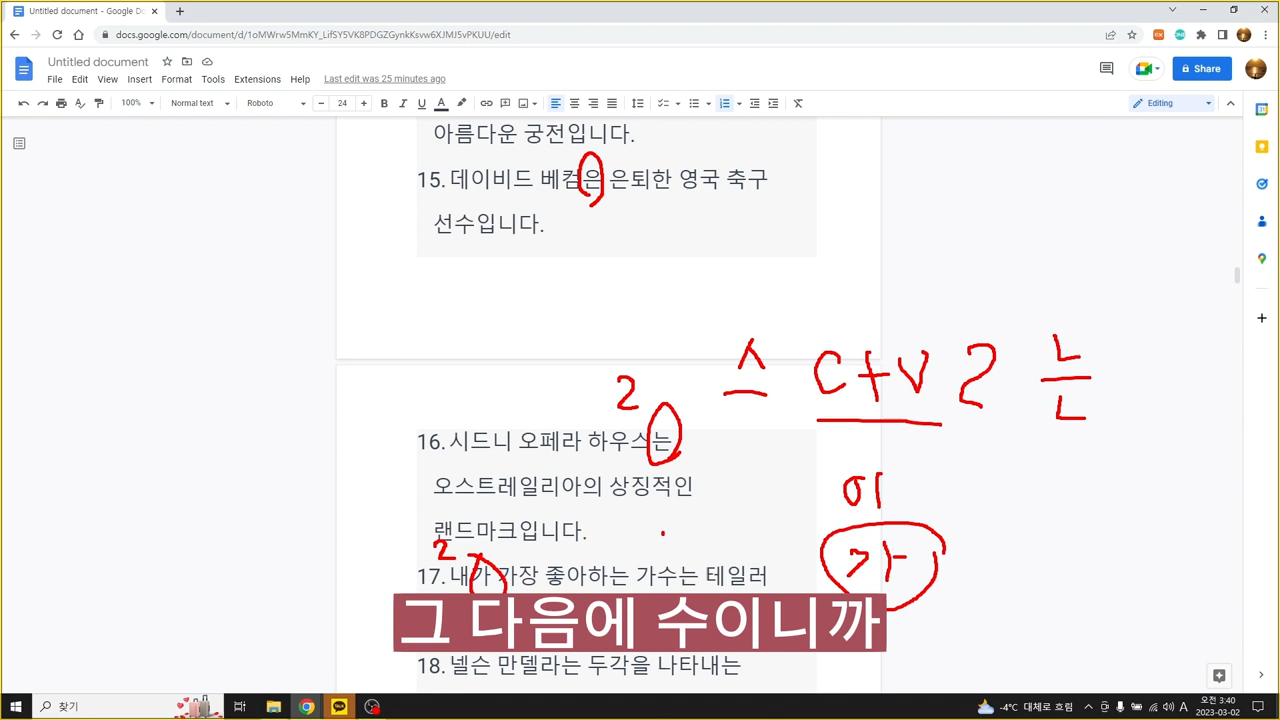 Untitled document
docs.google.com/document/d/1oMWrw5MmKY_LifSY5VK8PDGZGynkKsvw6XJMJ5vPKUU/edit
Untitled document
File Edit View Insert Format Tools Extensions Help Last edit was 25 minutes ago
Share
100% Normal text Roboto 24 Editing
아름다운 궁전입니다.
15. 데이비드 베컴은 은퇴한 영국 축구
선수입니다.
ㅅ C+V 2 ㄴ
ㄴ
2
16. 시드니 오페라 하우스는
오스트레일리아의 상징적인
랜드마크입니다.
이
가
2
17. 내가 가장 좋아하는 가수는 테일러
그 다음에 수이니까
18. 넬슨 만델라는 두각을 나타내는
찾기
-4°C 대체로 흐림
A
오후 3:40
2023-03-02